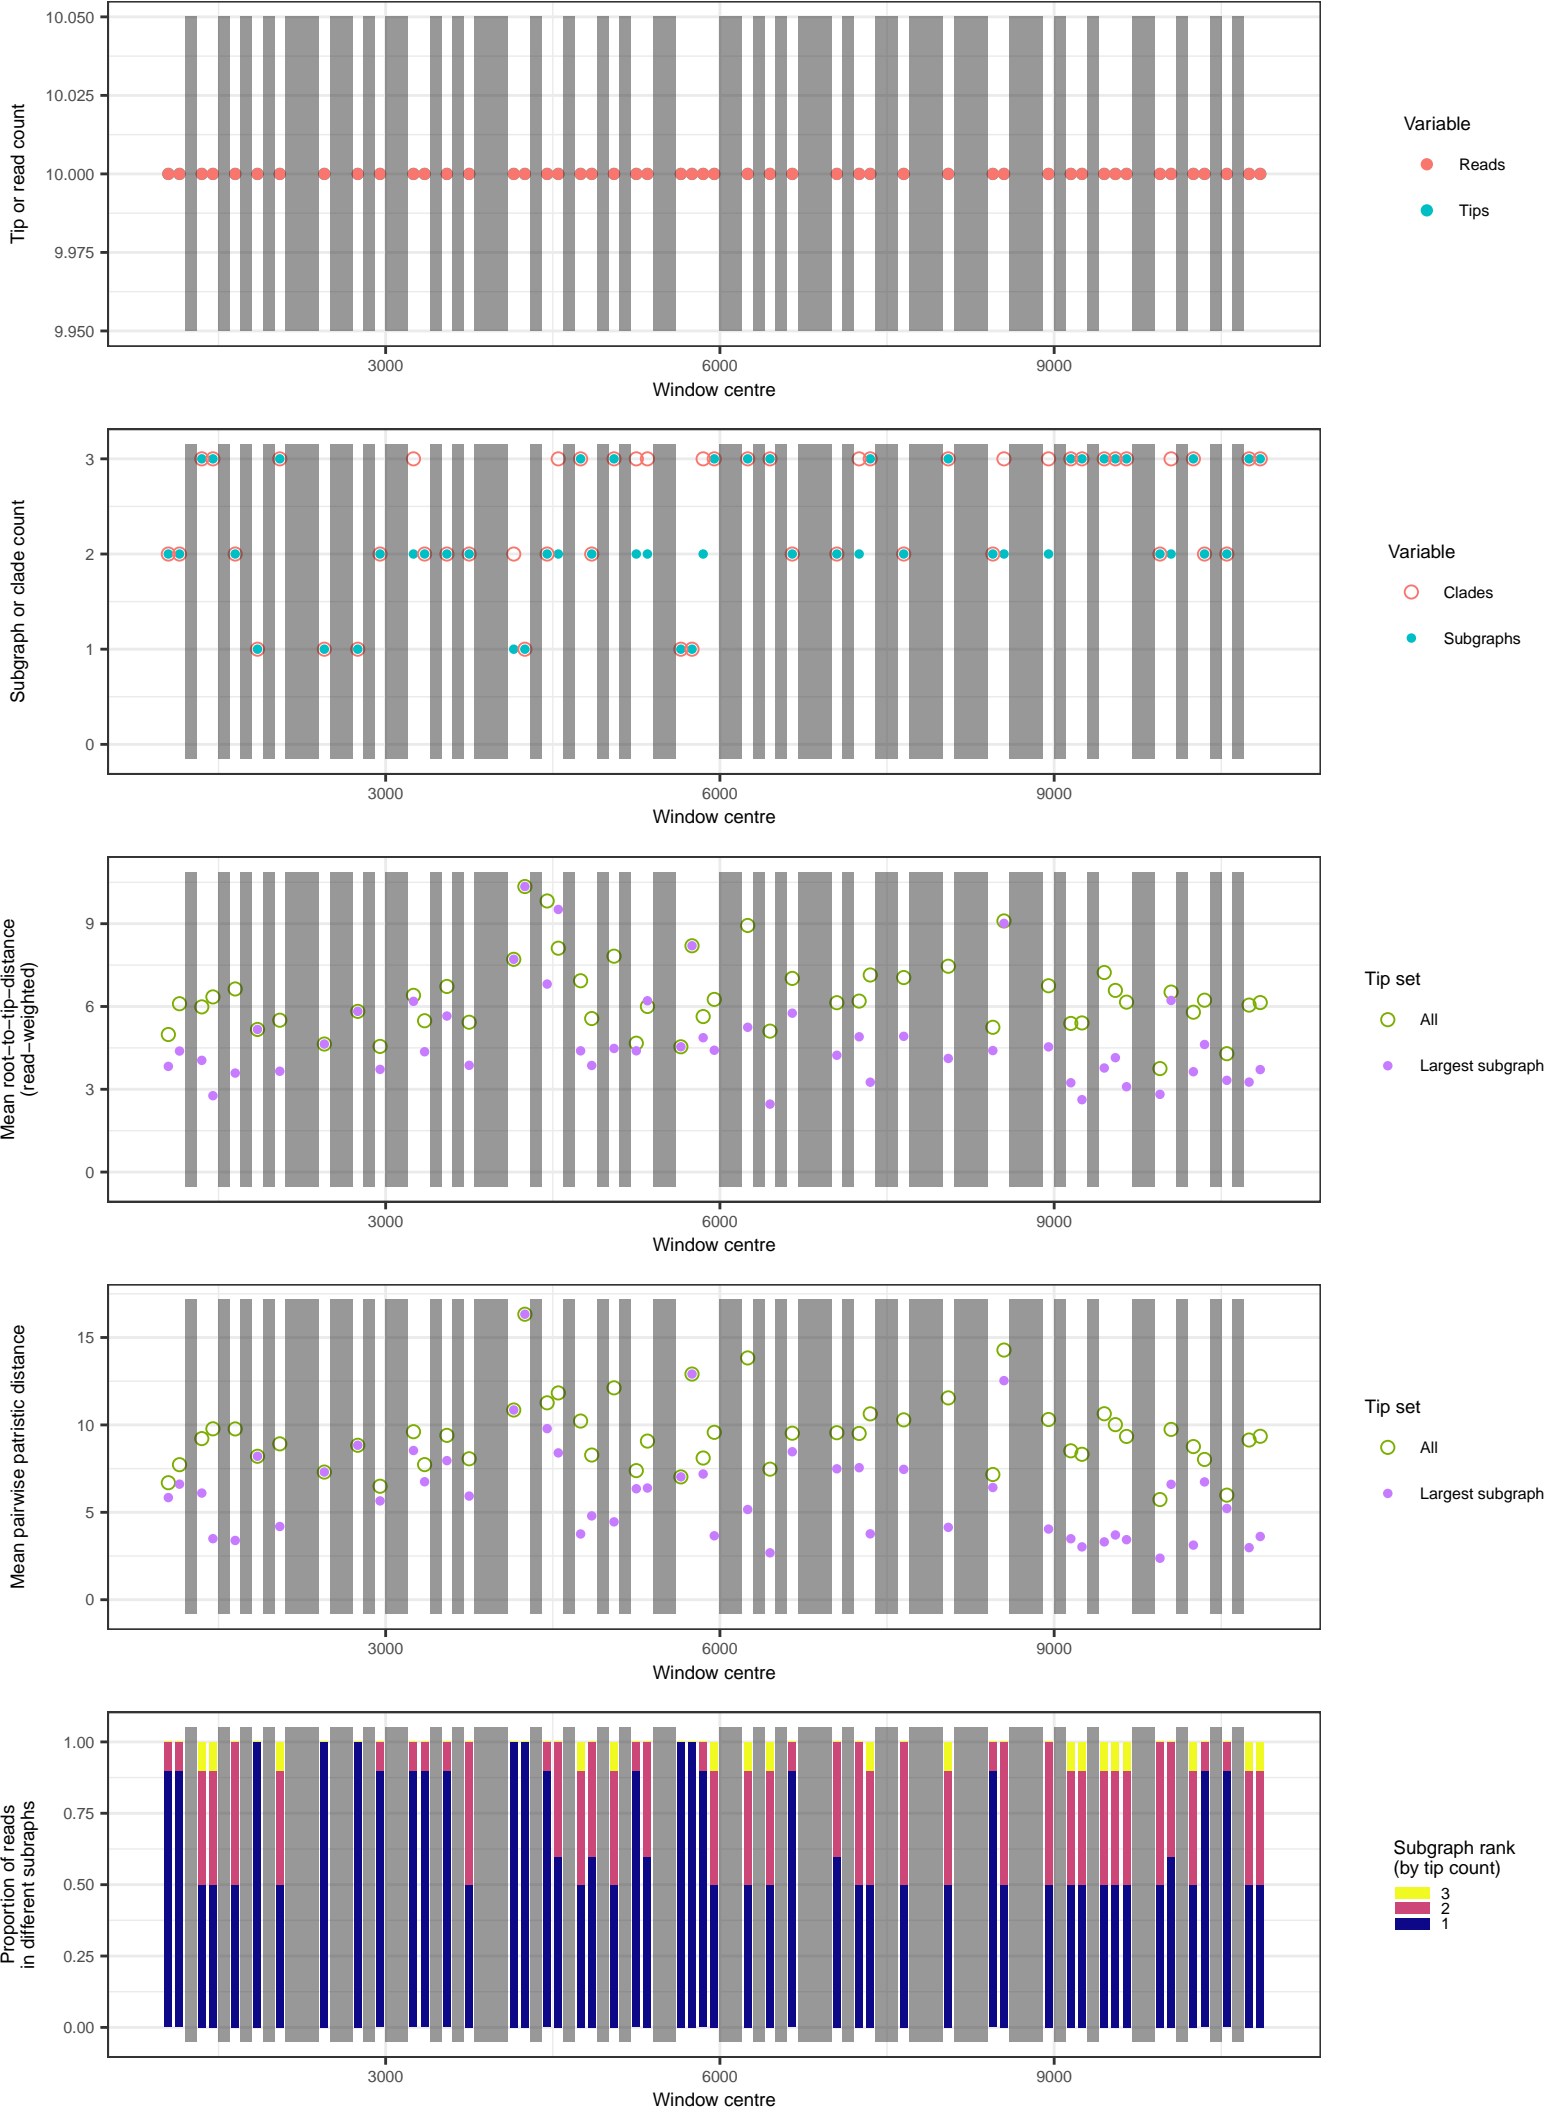 10.050
10.025
10.000
9.975
9.950
Tip or read count
3000
6000
9000
Window centre
Variable
Reads
Tips
3
2
1
0
Subgraph or clade count
3000
6000
9000
Window centre
Variable
Clades
Subgraphs
9
6
3
0
Mean root−to−tip−distance
(read−weighted)
3000
6000
9000
Window centre
Tip set
All
Largest subgraph
15
10
5
0
Mean pairwise patristic distance
3000
6000
9000
Window centre
Tip set
All
Largest subgraph
1.00
0.75
0.50
0.25
0.00
Proportion of reads
in different subraphs
3000
6000
9000
Window centre
Subgraph rank
(by tip count)
3
2
1